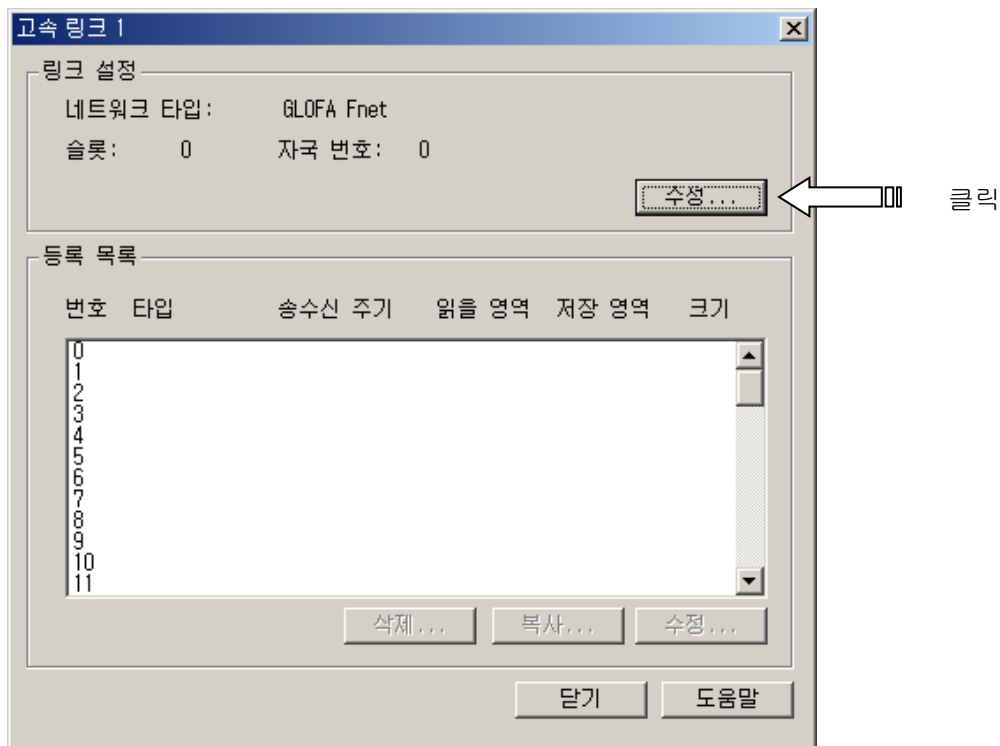 고속 링크 1
링크 설정
네트워크 타입: GLOFA Fnet
슬롯: 0 자국 번호: 0
수정...
클릭
등록 목록
번호 타입 송수신 주기 읽을 영역 저장 영역 크기
0
1
2
3
4
5
6
7
8
9
10
11
삭제... 복사... 수정...
닫기 도움말